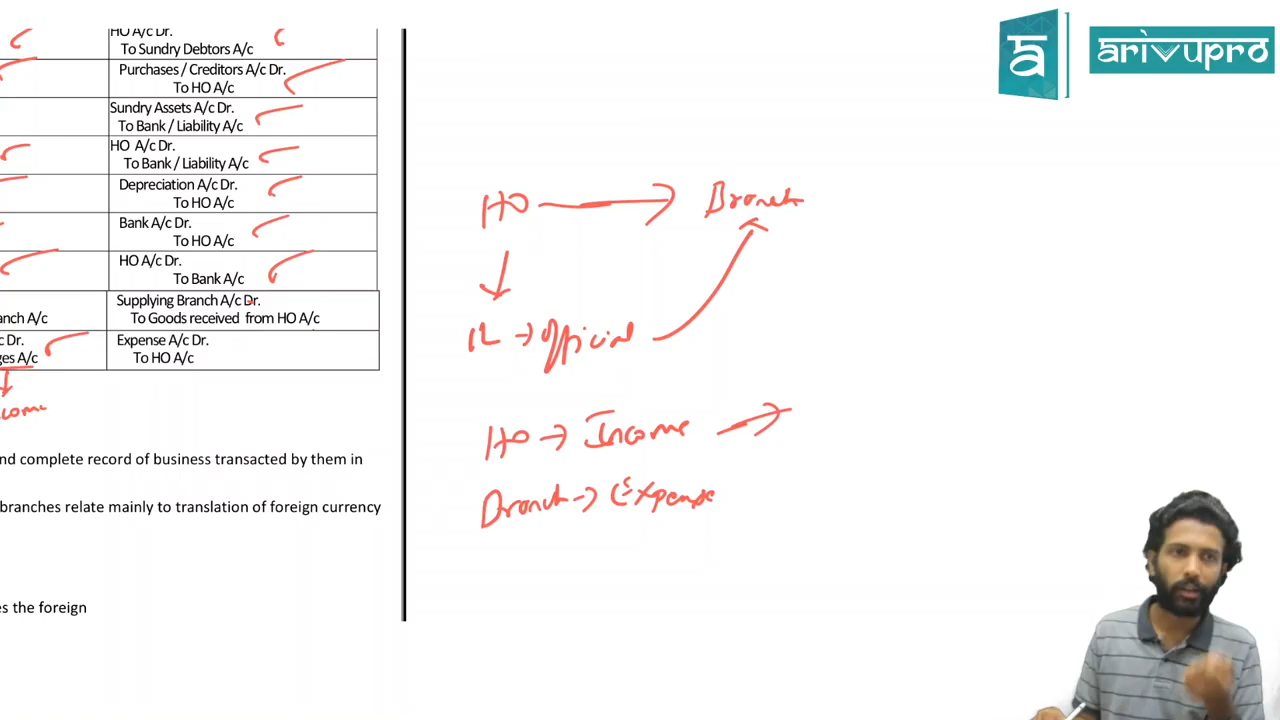 HO A/c Dr.
To Sundry Debtors A/c
Purchases / Creditors A/c Dr.
To HO A/c
Sundry Assets A/c Dr.
To Bank / Liability A/c
HO A/c Dr.
To Bank / Liability A/c
Depreciation A/c Dr.
To HO A/c
Bank A/c Dr.
To HO A/c
HO A/c Dr.
To Bank A/c
Supplying Branch A/c Dr.
anch A/c To Goods received from HO A/c
c Dr. Expense A/c Dr.
ges A/c To HO A/c
come
nd complete record of business transacted by them in
branches relate mainly to translation of foreign currency
es the foreign
HO → Branch
→ Official
HO → Income →
Branch → Expense
arivupro